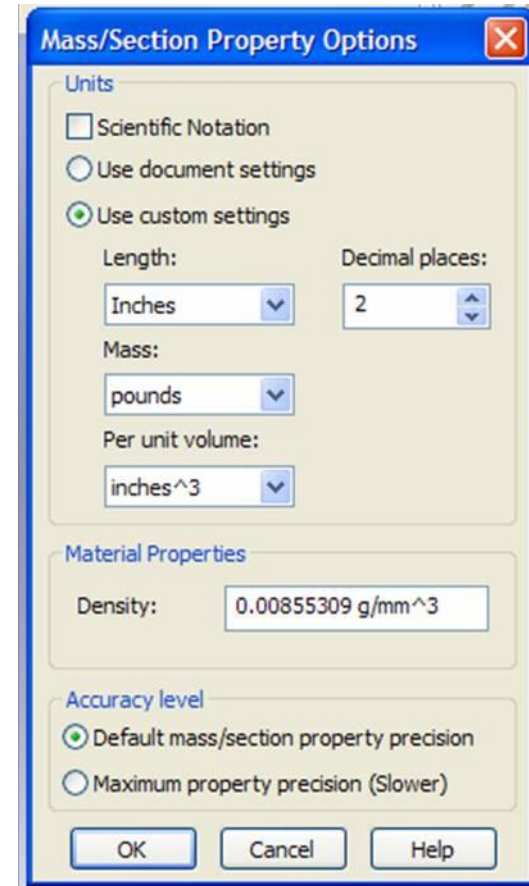 Mass/Section Property Options
Units
Scientific Notation
Use document settings
Use custom settings
Length: Decimal places:
Inches 2
Mass:
pounds
Per unit volume:
inches^3
Material Properties
Density: 0.00855309 g/mm^3
Accuracy level
Default mass/section property precision
Maximum property precision (Slower)
OK Cancel Help